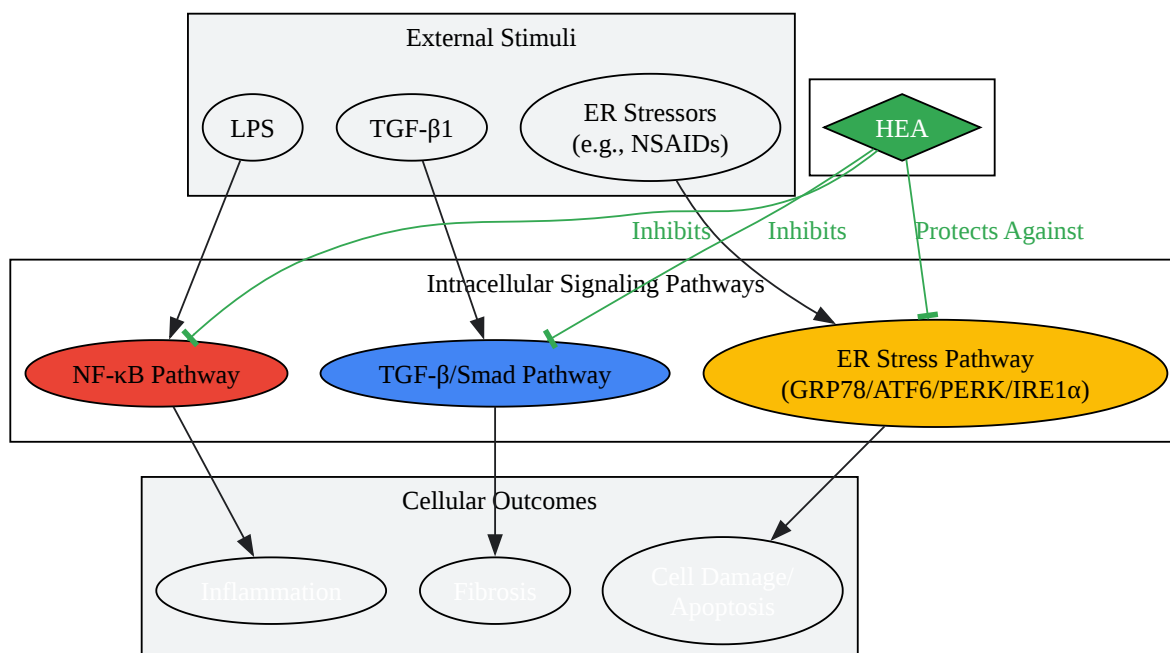 External Stimuli
LPS
TGF-β1
ER Stressors
(e.g., NSAIDs)
HEA
Inhibits
Inhibits
Protects Against
Intracellular Signaling Pathways
NF-κB Pathway
TGF-β/Smad Pathway
ER Stress Pathway
(GRP78/ATF6/PERK/IRE1α)
Cellular Outcomes
Inflammation
Fibrosis
Cell Damage/
Apoptosis